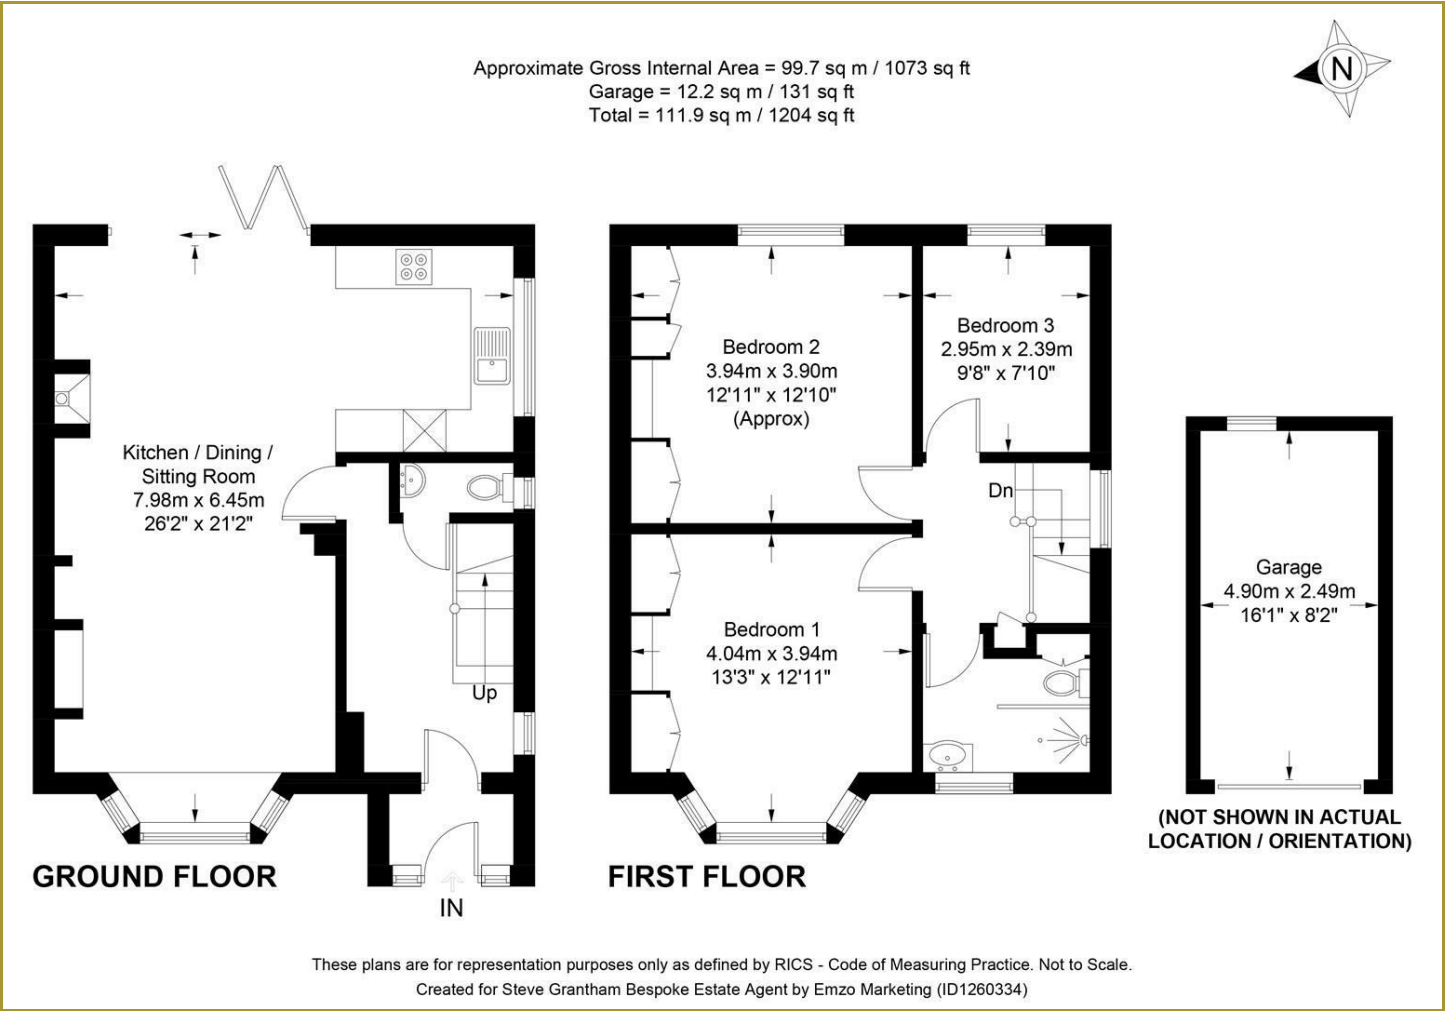 Approximate Gross Internal Area = 99.7 sq m / 1073 sq ft
Garage = 12.2 sq m / 131 sq ft
Total = 111.9 sq m / 1204 sq ft
N
Kitchen / Dining /
Sitting Room
7.98m x 6.45m
26'2" x 21'2"
Up
IN
GROUND FLOOR
Bedroom 2
3.94m x 3.90m
12'11" x 12'10"
(Approx)
Bedroom 3
2.95m x 2.39m
9'8" x 7'10"
Dn
Bedroom 1
4.04m x 3.94m
13'3" x 12'11"
FIRST FLOOR
Garage
4.90m x 2.49m
16'1" x 8'2"
(NOT SHOWN IN ACTUAL
LOCATION / ORIENTATION)
These plans are for representation purposes only as defined by RICS - Code of Measuring Practice. Not to Scale.
Created for Steve Grantham Bespoke Estate Agent by Emzo Marketing (ID1260334)